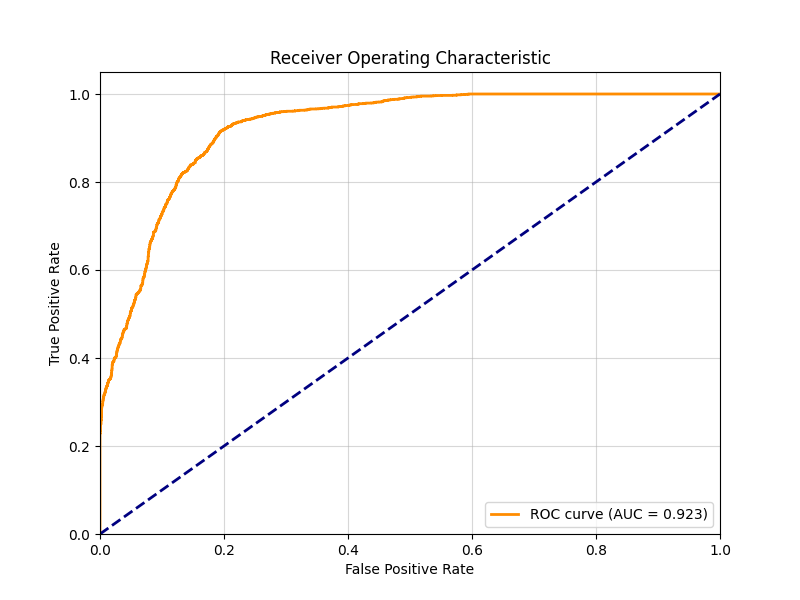 Receiver Operating Characteristic
True Positive Rate
1.0
0.8
0.6
0.4
0.2
0.0
0.0 0.2 0.4 0.6 0.8 1.0
False Positive Rate
ROC curve (AUC = 0.923)